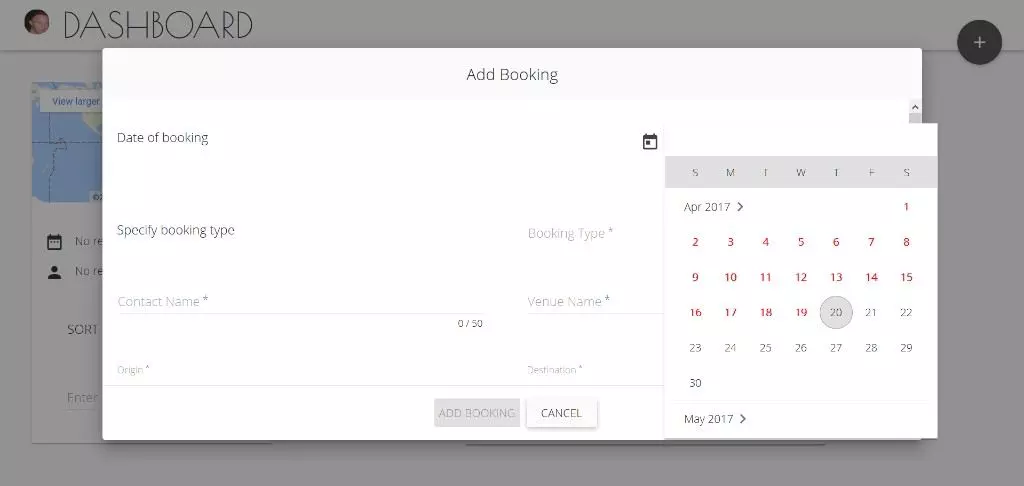 DASHBOARD
+
Add Booking
View larger
Date of booking
S M T W T F S
Apr 2017
1
2 3 4 5 6 7 8
9 10 11 12 13 14 15
16 17 18 19 20 21 22
23 24 25 26 27 28 29
30
May 2017
Specify booking type
Booking Type *
No re
No re
Contact Name *
Venue Name *
0 / 50
SORT
Origin *
Destination *
Enter
ADD BOOKING
CANCEL